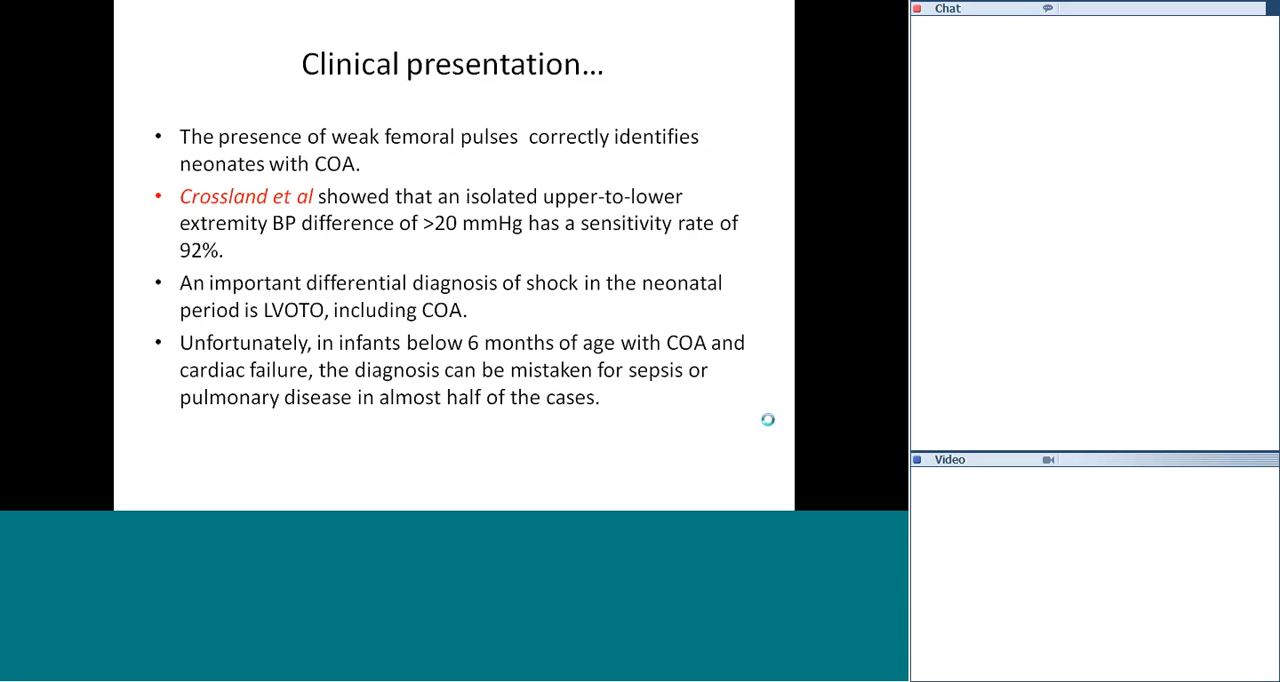 Clinical presentation...
• The presence of weak femoral pulses correctly identifies
neonates with COA.
• Crossland et al showed that an isolated upper-to-lower
extremity BP difference of >20 mmHg has a sensitivity rate of
92%.
• An important differential diagnosis of shock in the neonatal
period is LVOTO, including COA.
• Unfortunately, in infants below 6 months of age with COA and
cardiac failure, the diagnosis can be mistaken for sepsis or
pulmonary disease in almost half of the cases.
Chat
Video